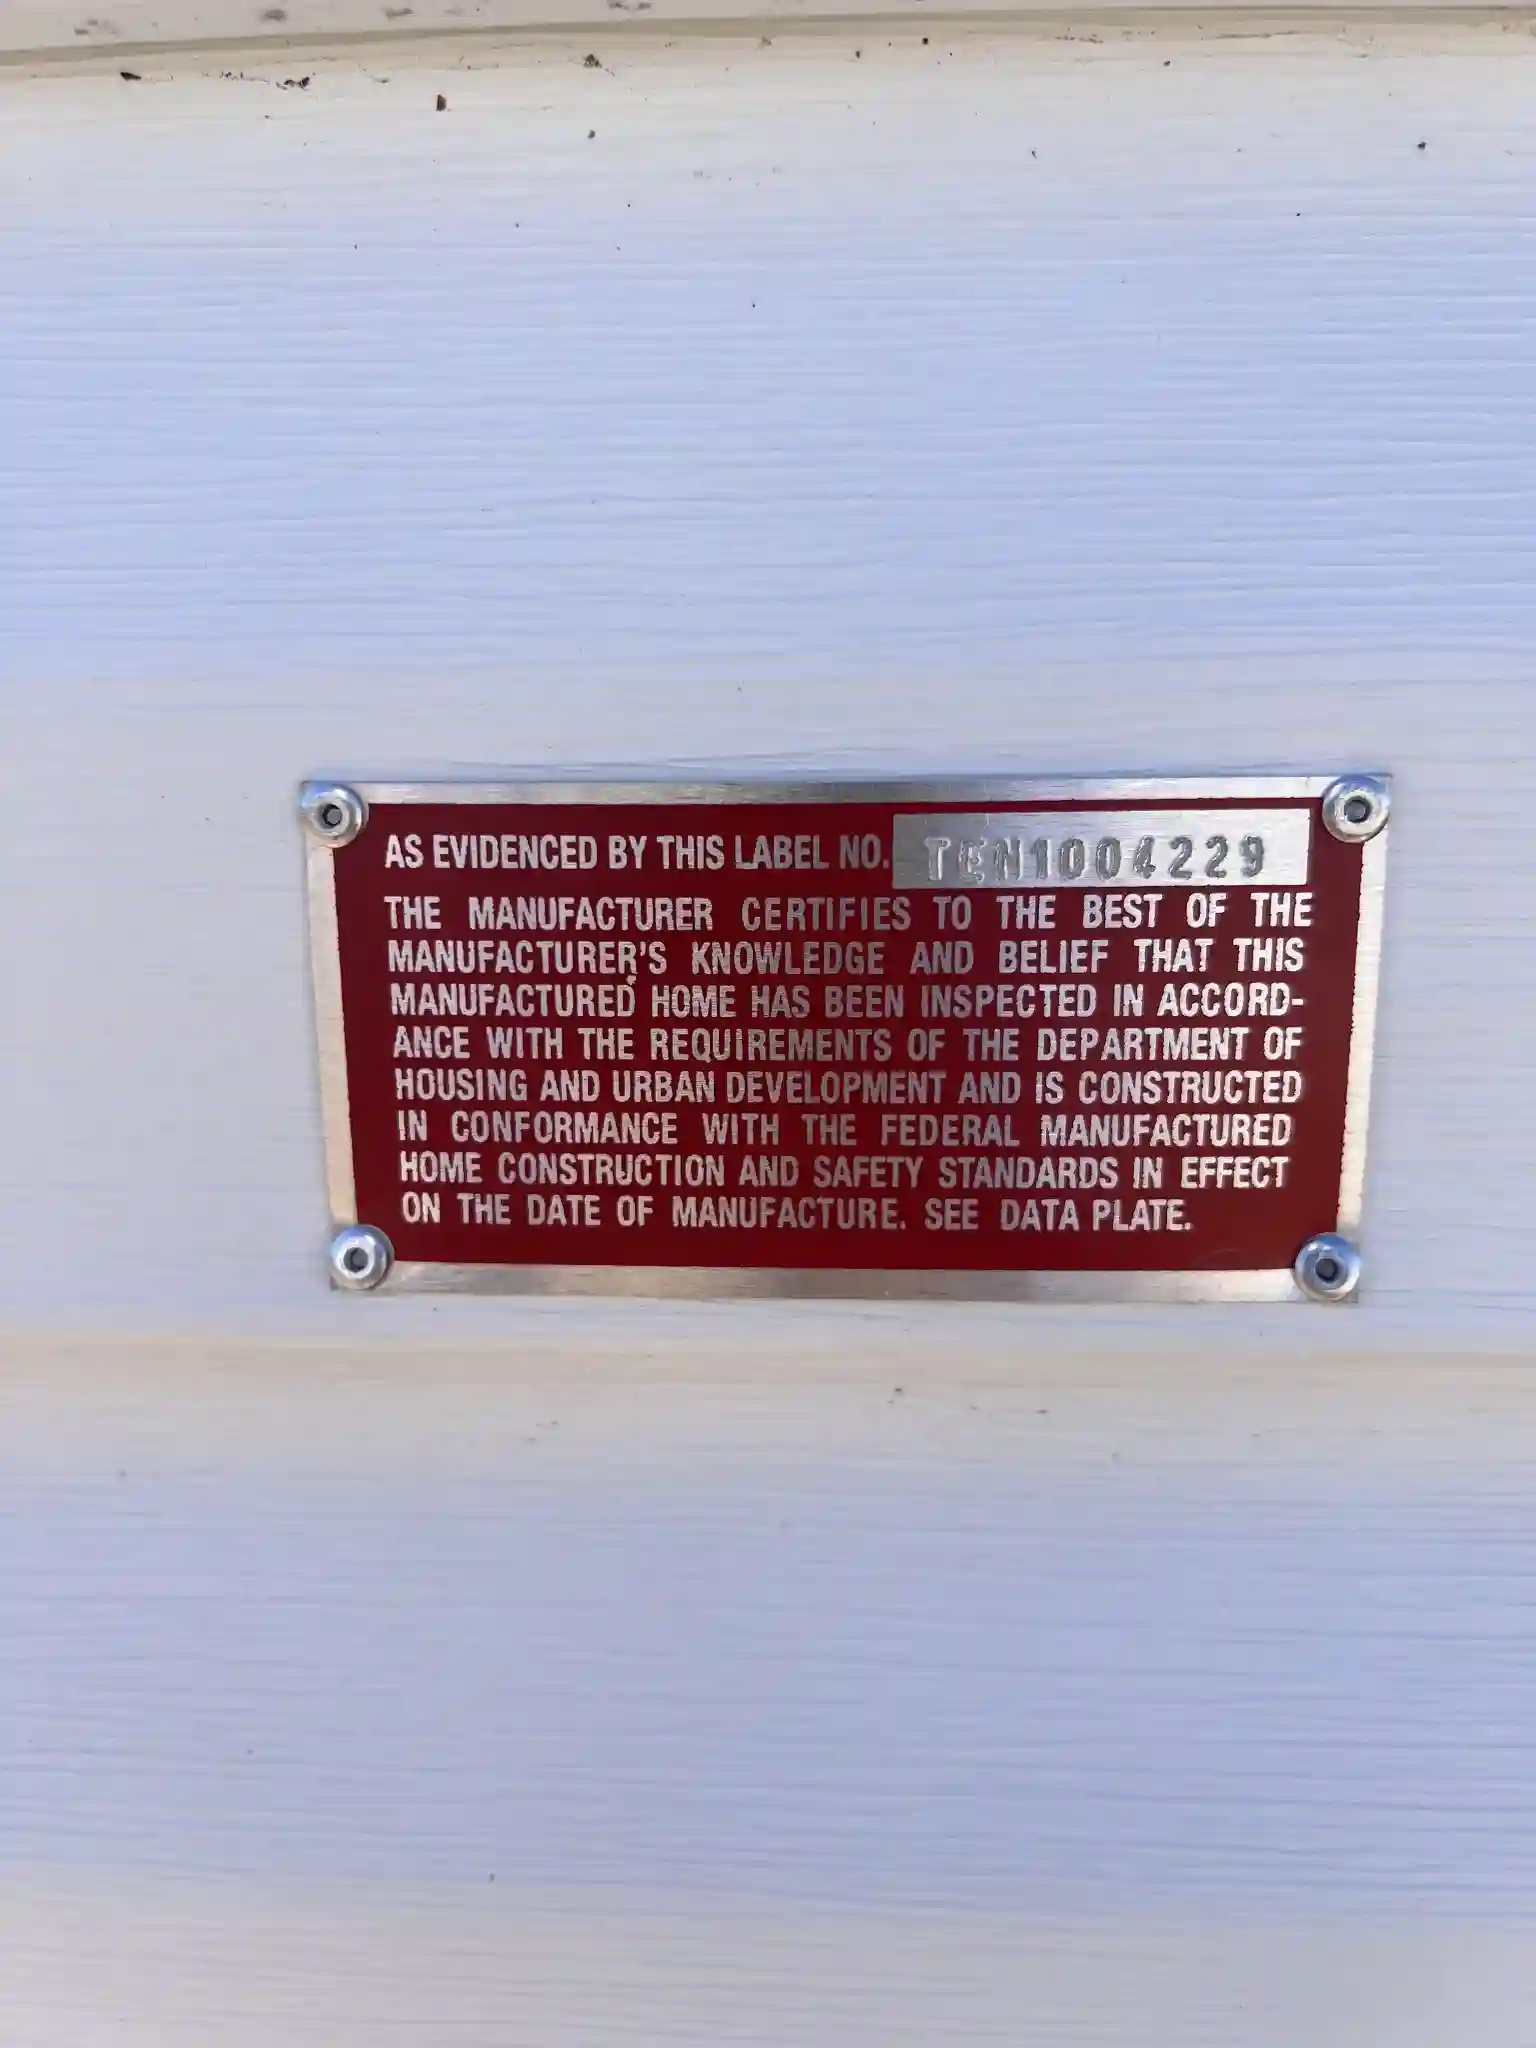 AS EVIDENCED BY THIS LABEL NO. TEN1004229
THE MANUFACTURER CERTIFIES TO THE BEST OF THE
MANUFACTURER'S KNOWLEDGE AND BELIEF THAT THIS
MANUFACTURED HOME HAS BEEN INSPECTED IN ACCORD-
ANCE WITH THE REQUIREMENTS OF THE DEPARTMENT OF
HOUSING AND URBAN DEVELOPMENT AND IS CONSTRUCTED
IN CONFORMANCE WITH THE FEDERAL MANUFACTURED
HOME CONSTRUCTION AND SAFETY STANDARDS IN EFFECT
ON THE DATE OF MANUFACTURE. SEE DATA PLATE.